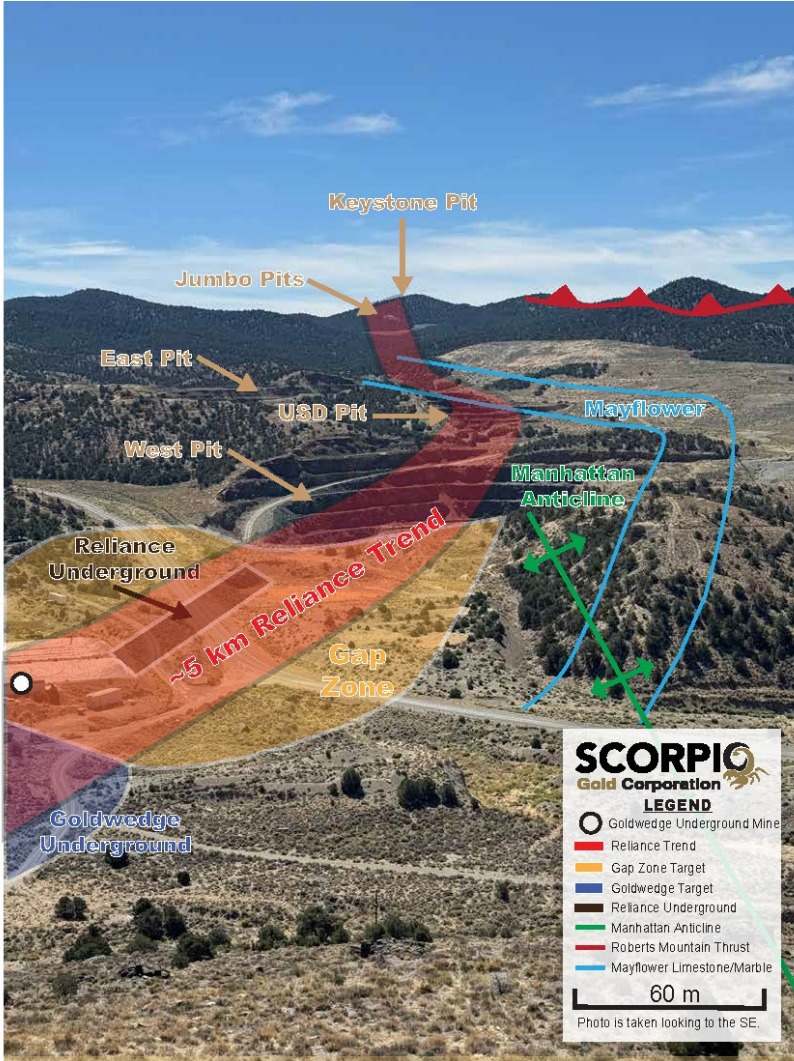 Keystone Pit
Jumbo Pits
East Pit
USD Pit
Mayflower
West Pit
Manhattan
Anticline
Reliance
Underground
~5 km Reliance Trend
Gap
Zone
Goldwedge
Underground
SCORPIO
Gold Corporation
LEGEND
Goldwedge Underground Mine
Reliance Trend
Gap Zone Target
Goldwedge Target
Reliance Underground
Manhattan Anticline
Roberts Mountain Thrust
Mayflower Limestone/Marble
60 m
Photo is taken looking to the SE.